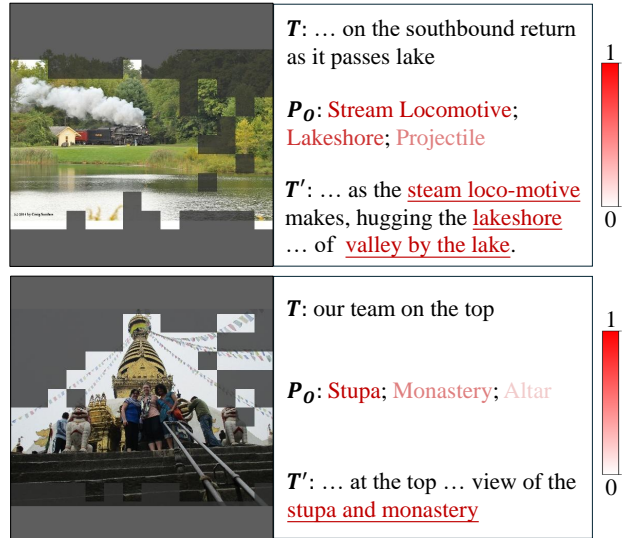 T: … on the southbound return
as it passes lake
P_O: Stream Locomotive;
Lakeshore; Projectile
T′: … as the steam loco-motive
makes, hugging the lakeshore
… of valley by the lake.
1
0
T: our team on the top
P_O: Stupa; Monastery; Altar
T′: … at the top … view of the
stupa and monastery
1
0